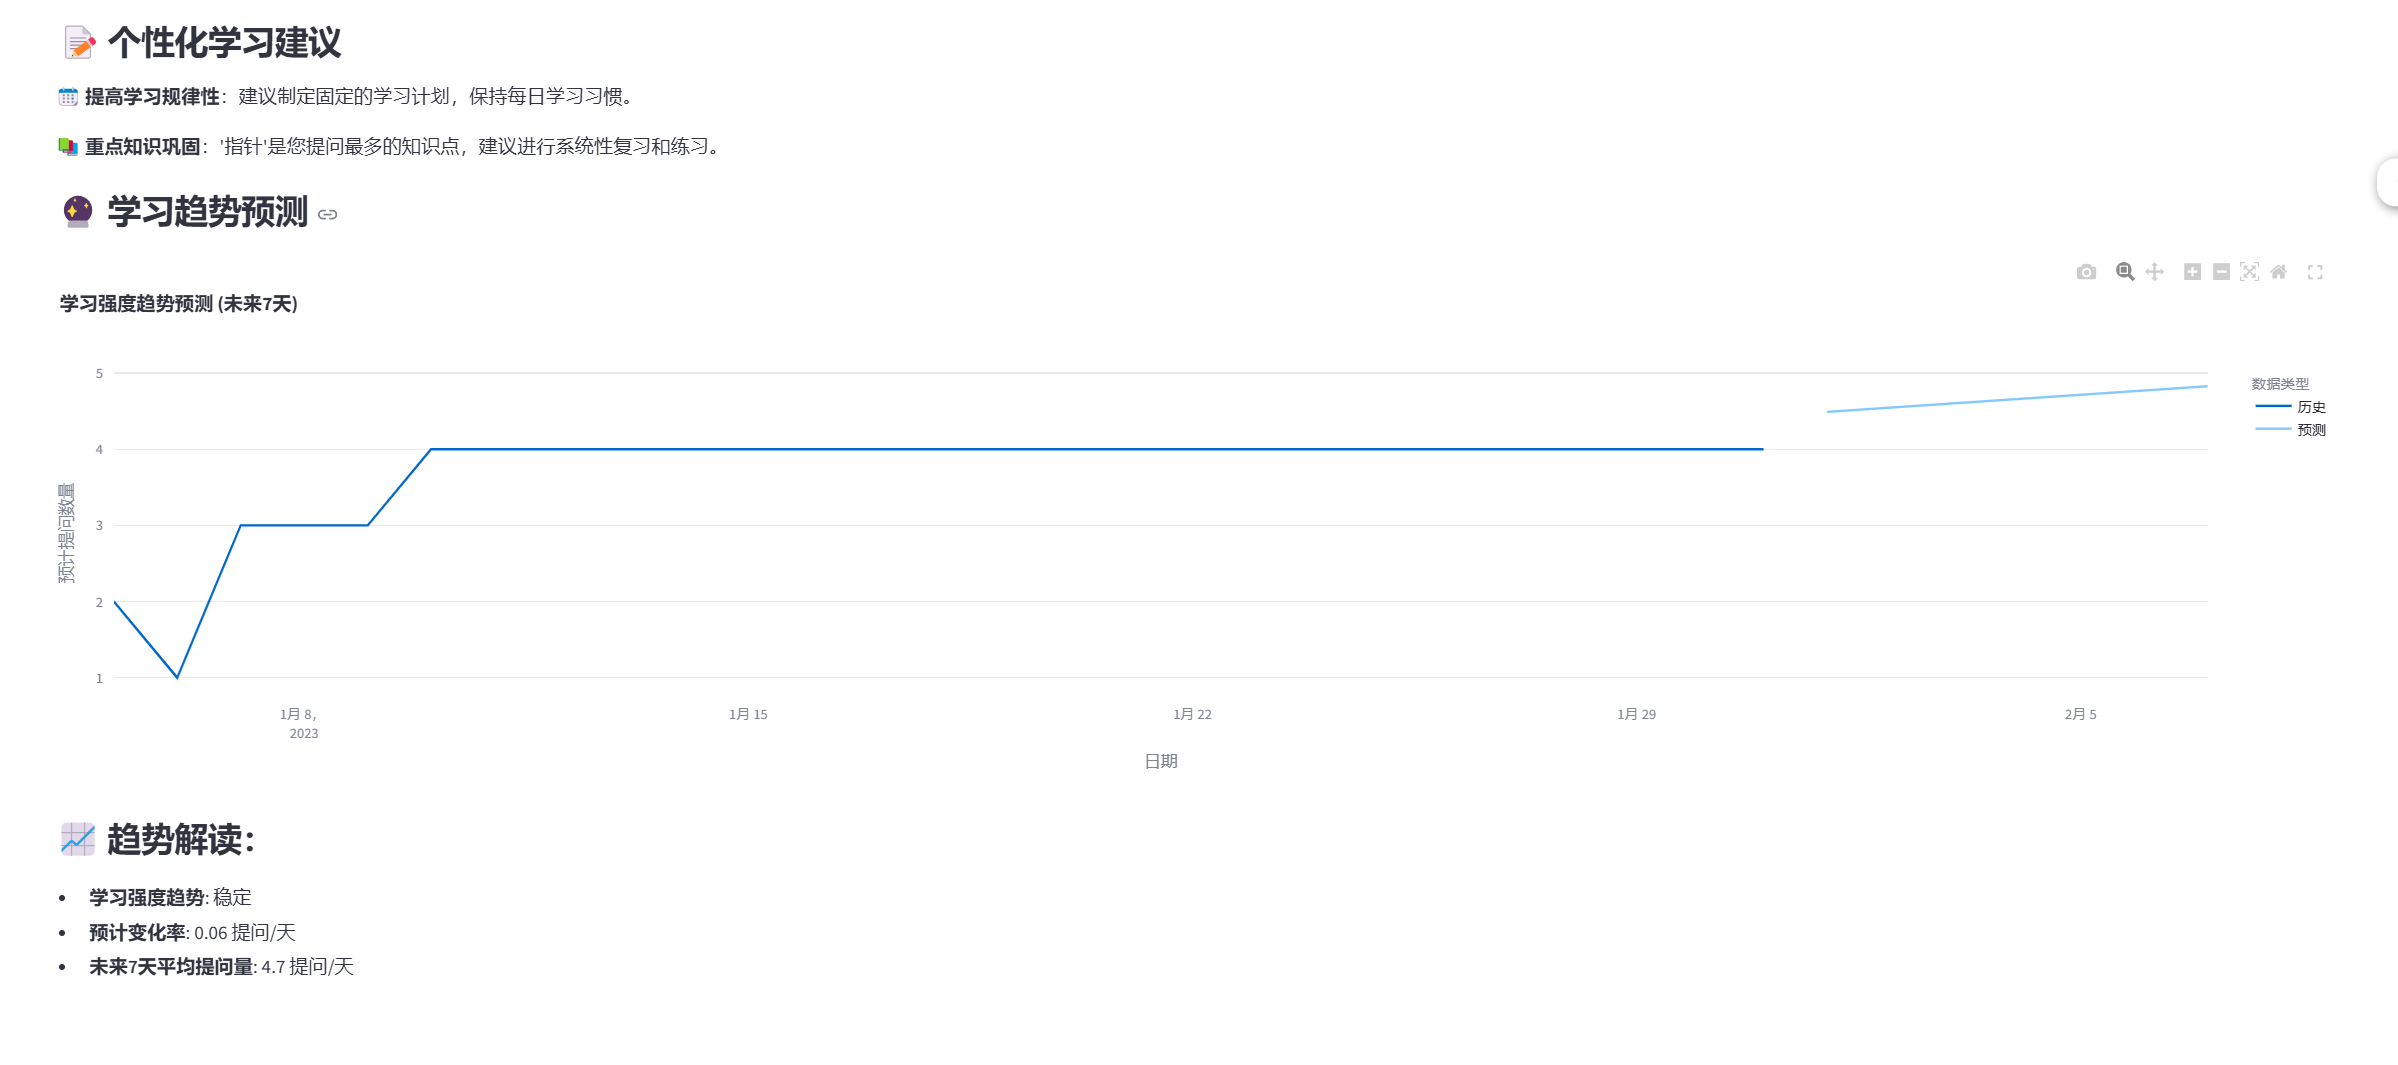 个性化学习建议
提高学习规律性：建议制定固定的学习计划，保持每日学习习惯。
重点知识巩固：'指针'是您提问最多的知识点，建议进行系统性复习和练习。
学习趋势预测
学习强度趋势预测 (未来7天)
5
4
3
2
1
预计提问数量
1月 8,
2023
1月 15
1月 22
1月 29
2月 5
日期
数据类型
历史
预测
趋势解读：
• 学习强度趋势: 稳定
• 预计变化率: 0.06 提问/天
• 未来7天平均提问量: 4.7 提问/天